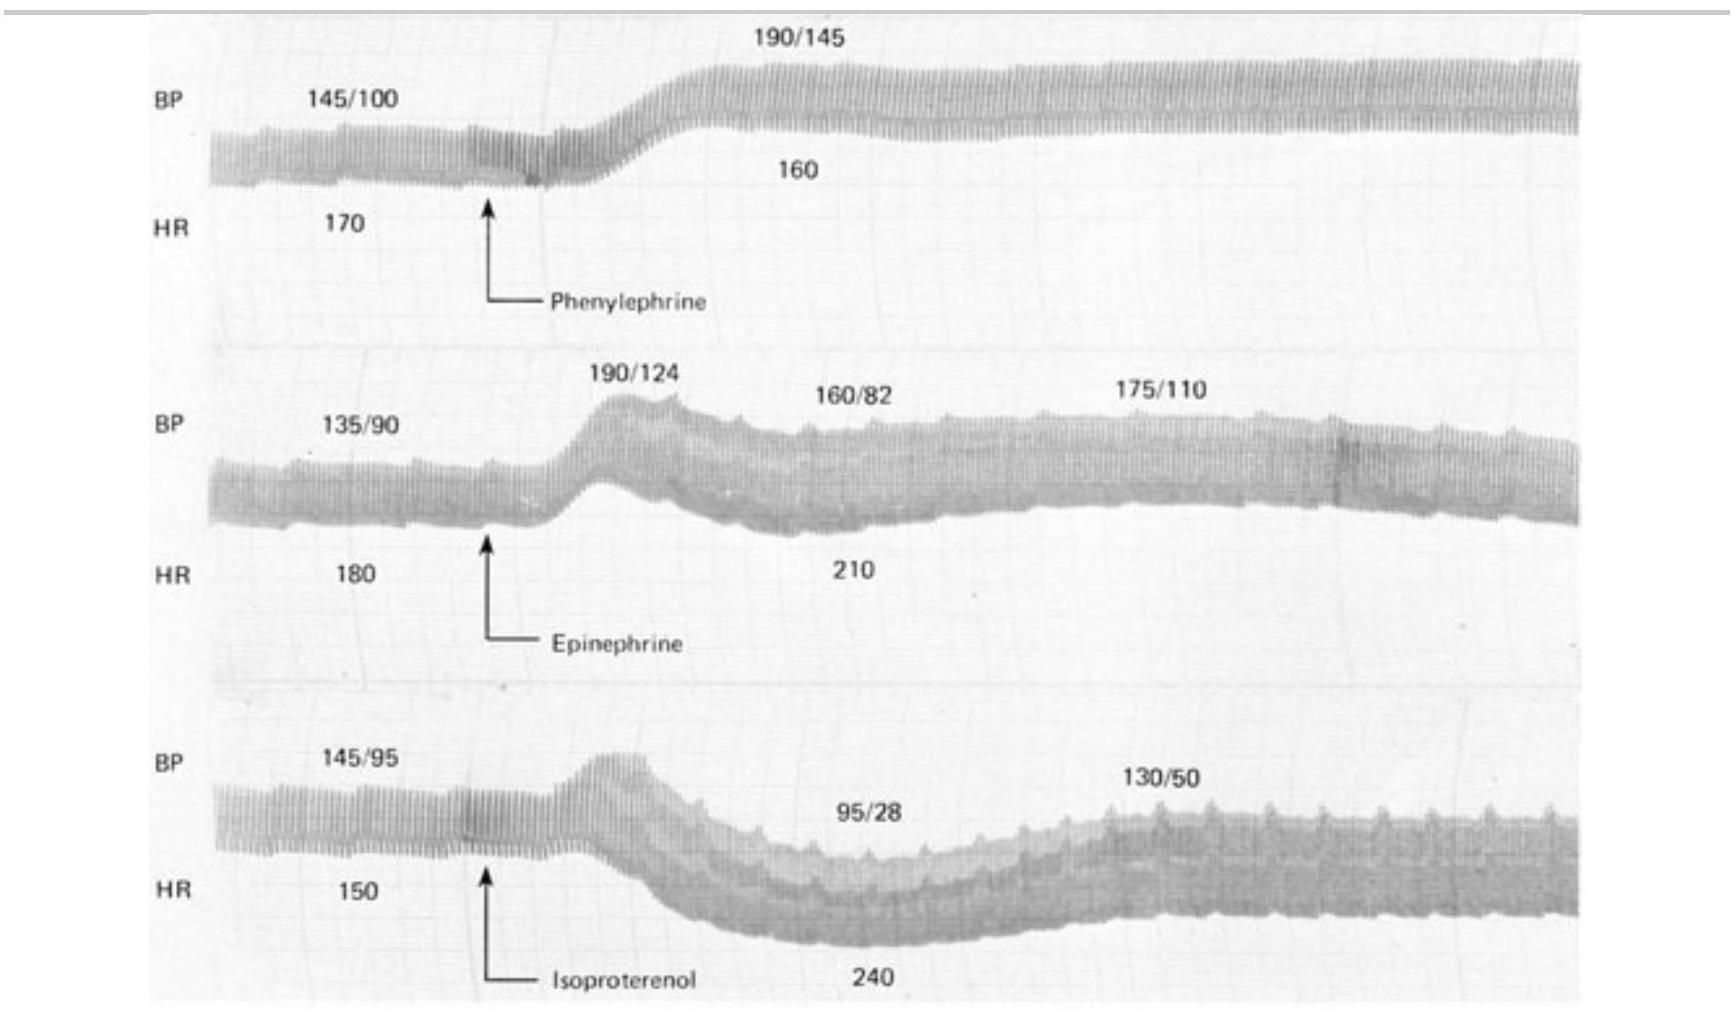 190/145
BP 145/100
160
HR 170
Phenylephrine
190/124
160/82 175/110
BP 135/90
HR 180 210
Epinephrine
BP 145/95
130/50
95/28
HR 150
240
Isoproterenol